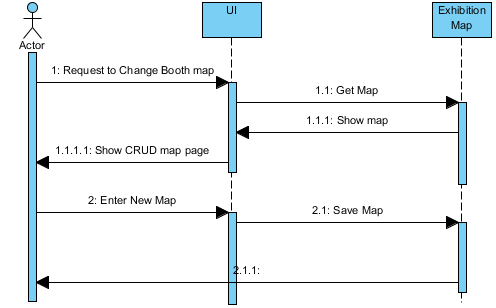 UI
Exhibition
Map
Actor
1: Request to Change Booth map
1.1: Get Map
1.1.1: Show map
1.1.1.1: Show CRUD map page
2: Enter New Map
2.1: Save Map
2.1.1: